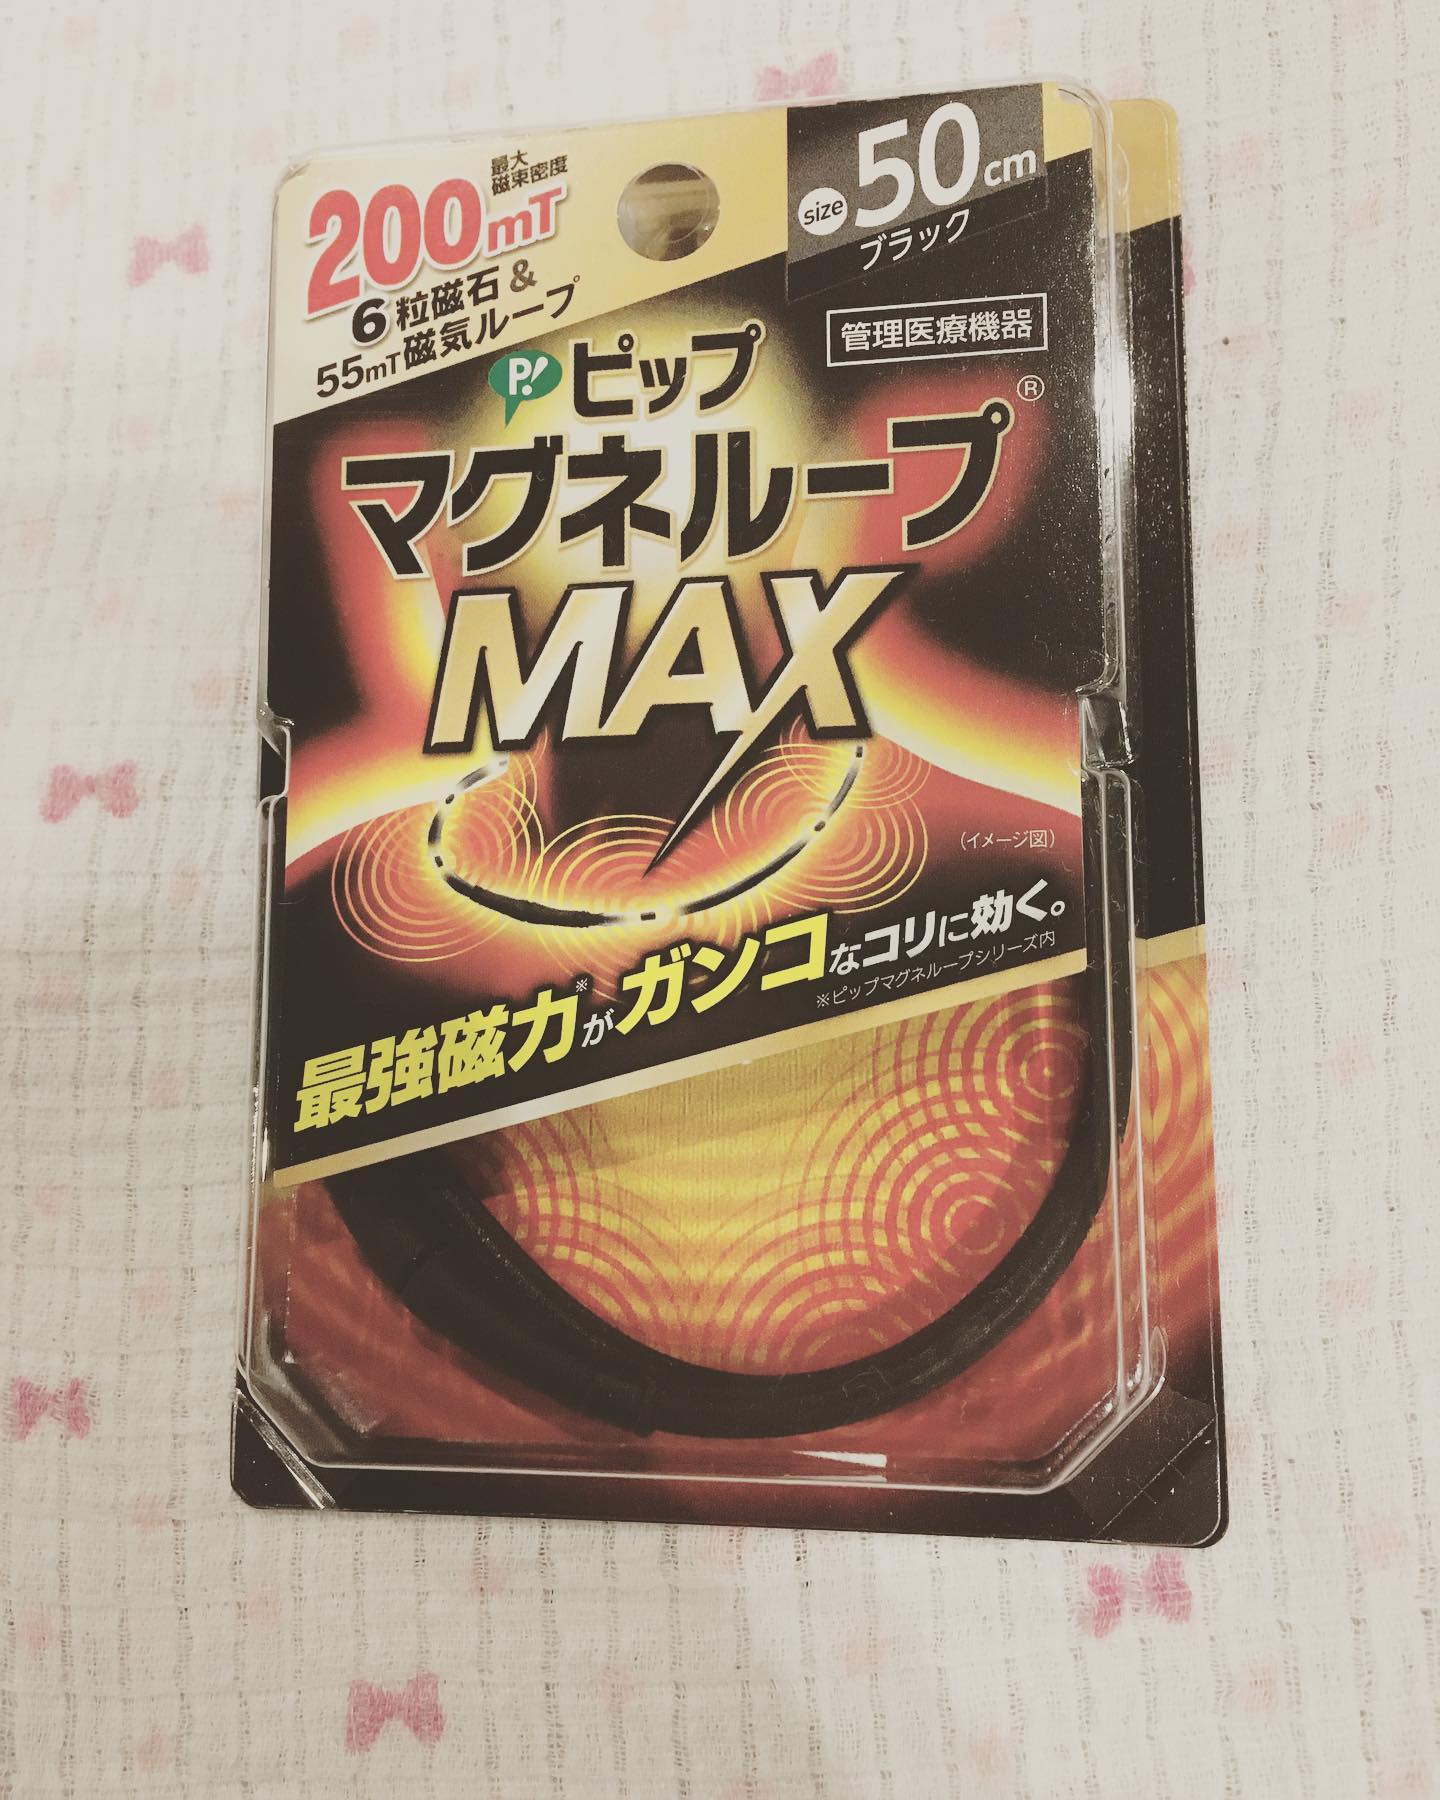 最大
磁束密度
200mT
6粒磁石&
55mT磁気ループ
size 50cm
ブラック
管理医療機器
P!
ピップ
マグネループ®
MAX
(イメージ図)
最強磁力※がガンコなコリに効く。
※ピップマグネループシリーズ内